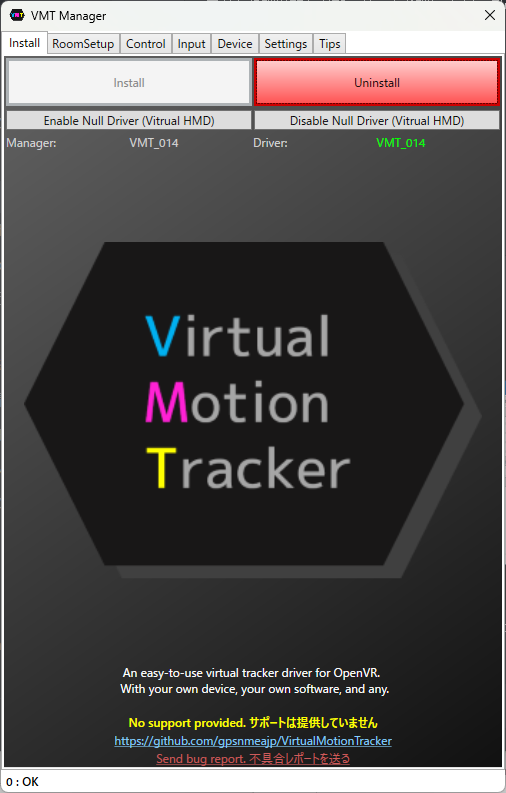 VMT VMT Manager
Install RoomSetup Control Input Device Settings Tips
Install Uninstall
Enable Null Driver (Vitrual HMD) Disable Null Driver (Vitrual HMD)
Manager: VMT_014 Driver: VMT_014
Virtual
Motion
Tracker
An easy-to-use virtual tracker driver for OpenVR.
With your own device, your own software, and any.
No support provided. サポートは提供していません
https://github.com/gpsnmeajp/VirtualMotionTracker
Send bug report. 不具合レポートを送る
0 : OK